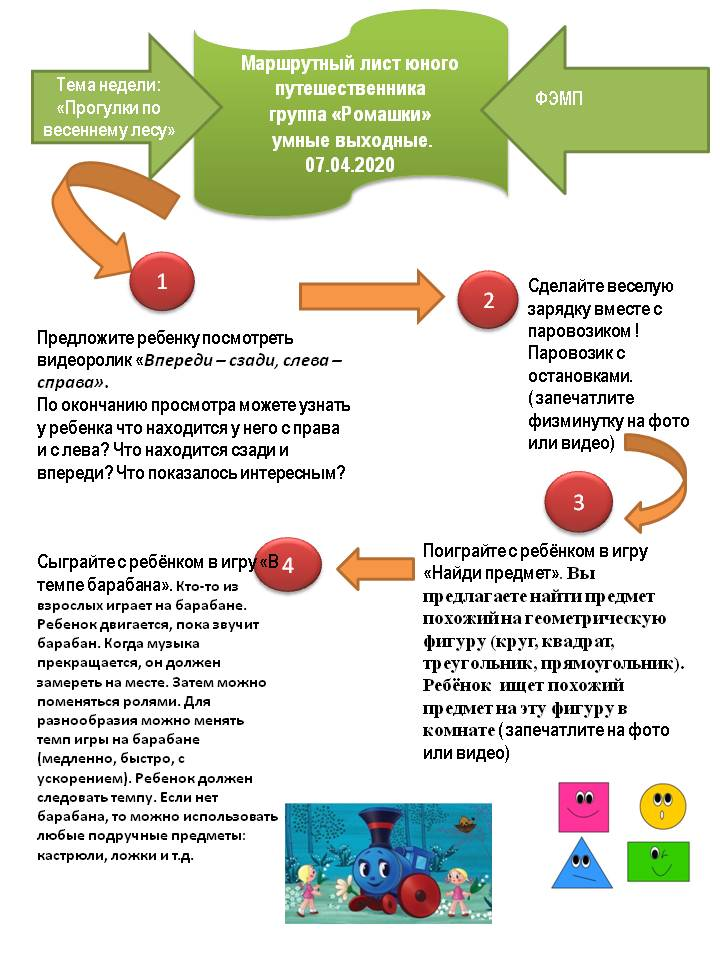 Маршрутный лист юного
путешественника
группа «Ромашки»
умные выходные.
07.04.2020
Тема недели:
«Прогулки по
весеннему лесу»
ФЭМП
1
Предложите ребенку посмотреть
видеоролик «Впереди – сзади, слева –
справа».
По окончанию просмотра можете узнать
у ребенка что находится у него с права
и с лева? Что находится сзади и
впереди? Что показалось интересным?
2
Сделайте веселую
зарядку вместе с
паровозиком !
Паровозик с
остановками.
( запечатлите
физминутку на фото
или видео)
3
Поиграйте с ребёнком в игру
«Найди предмет». Вы
предлагаете найти предмет
похожий на геометрическую
фигуру (круг, квадрат,
треугольник, прямоугольник).
Ребёнок ищет похожий
предмет на эту фигуру в
комнате ( запечатлите на фото
или видео)
4
Сыграйте с ребёнком в игру «В
темпе барабана». Кто-то из
взрослых играет на барабане.
Ребенок двигается, пока звучит
барабан. Когда музыка
прекращается, он должен
замереть на месте. Затем можно
поменяться ролями. Для
разнообразия можно менять
темп игры на барабане
(медленно, быстро, с
ускорением). Ребенок должен
следовать темпу. Если нет
барабана, то можно использовать
любые подручные предметы:
кастрюли, ложки и т.д.